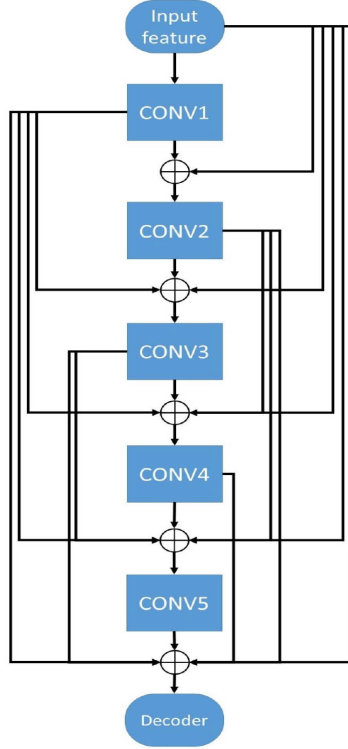 Input
feature
CONV1
CONV2
CONV3
CONV4
CONV5
Decoder